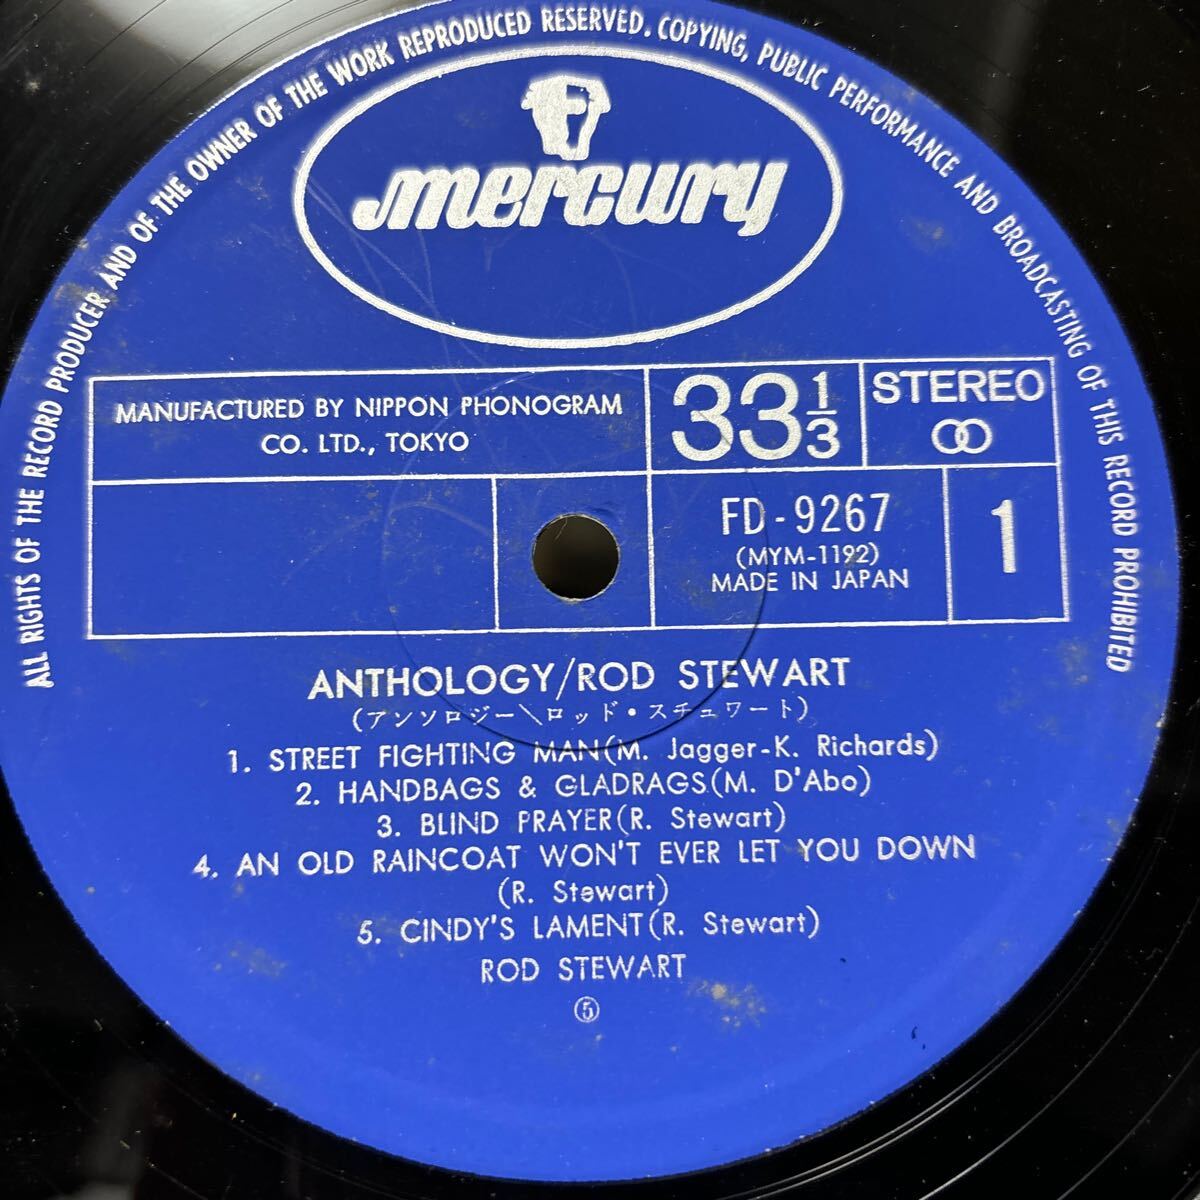 ALL RIGHTS OF THE RECORD PRODUCER AND OF THE OWNER OF THE WORK REPRODUCED RESERVED. COPYING, PUBLIC PERFORMANCE AND BROADCASTING OF THIS RECORD PROHIBITED
mercury
MANUFACTURED BY NIPPON PHONOGRAM
CO. LTD., TOKYO
33 1/3
STEREO
FD-9267
(MYM-1192)
MADE IN JAPAN
1
ANTHOLOGY/ROD STEWART
(アンソロジー\ロッド・スチュワート)
1. STREET FIGHTING MAN(M. Jagger-K. Richards)
2. HANDBAGS & GLADRAGS(M. D'Abo)
3. BLIND PRAYER(R. Stewart)
4. AN OLD RAINCOAT WON'T EVER LET YOU DOWN
(R. Stewart)
5. CINDY'S LAMENT(R. Stewart)
ROD STEWART
⑤